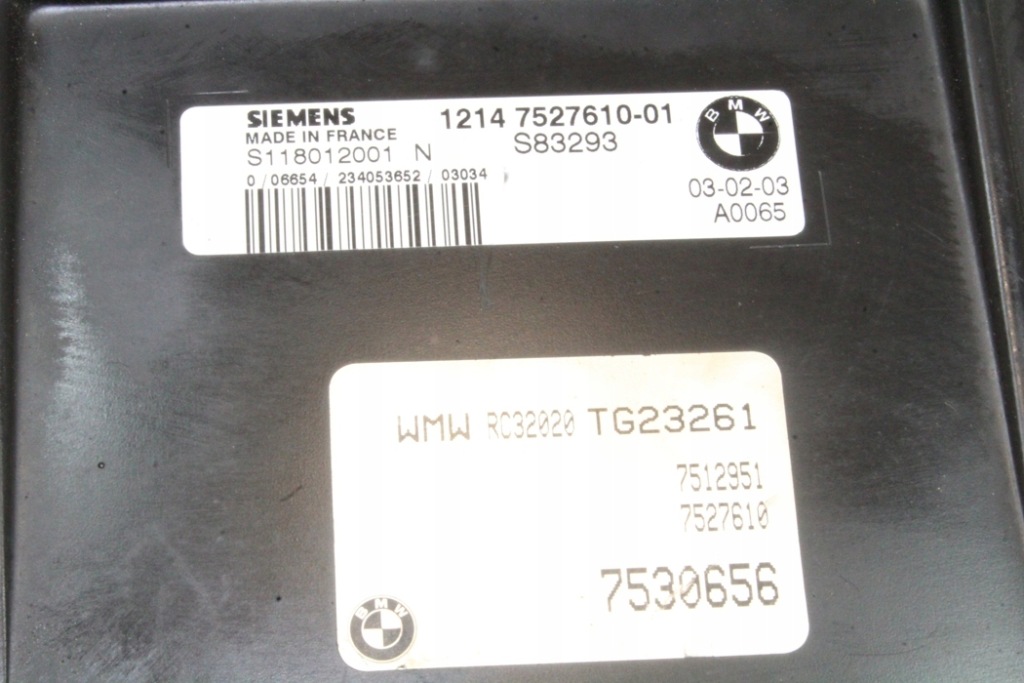 SIEMENS 1214 7527610-01 BMW
MADE IN FRANCE S83293
S118012001 N
0 / 06654 / 234053652 / 03034 03-02-03
A0065
WMW RC32020 TG23261
7512951
7527610
7530656
BMW